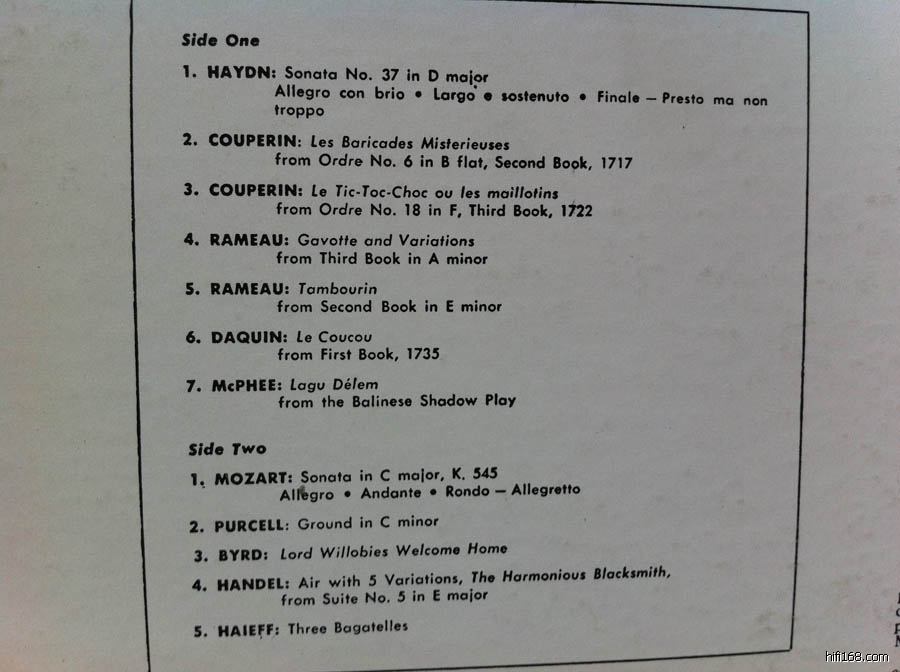 Side One
1. HAYDN: Sonata No. 37 in D major
Allegro con brio • Largo e sostenuto • Finale — Presto ma non
troppo
2. COUPERIN: Les Baricades Misterieuses
from Ordre No. 6 in B flat, Second Book, 1717
3. COUPERIN: Le Tic-Toc-Choc ou les maillotins
from Ordre No. 18 in F, Third Book, 1722
4. RAMEAU: Gavotte and Variations
from Third Book in A minor
5. RAMEAU: Tambourin
from Second Book in E minor
6. DAQUIN: Le Coucou
from First Book, 1735
7. McPHEE: Lagu Délem
from the Balinese Shadow Play
Side Two
1. MOZART: Sonata in C major, K. 545
Allegro • Andante • Rondo — Allegretto
2. PURCELL: Ground in C minor
3. BYRD: Lord Willobies Welcome Home
4. HANDEL: Air with 5 Variations, The Harmonious Blacksmith,
from Suite No. 5 in E major
5. HAIEFF: Three Bagatelles
hifi168.com